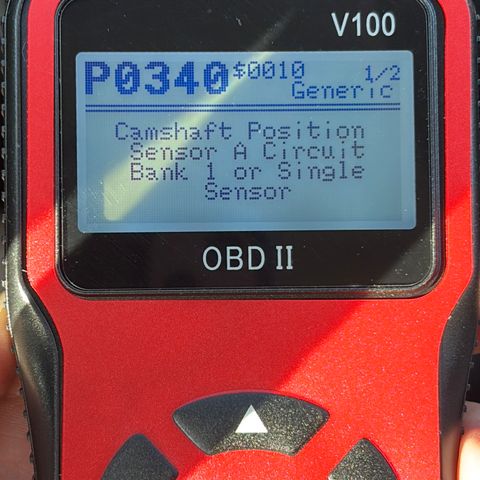 V100
P0340 $0010 1/2
Generic
Camshaft Position
Sensor A Circuit
Bank 1 or Single
Sensor
OBD II